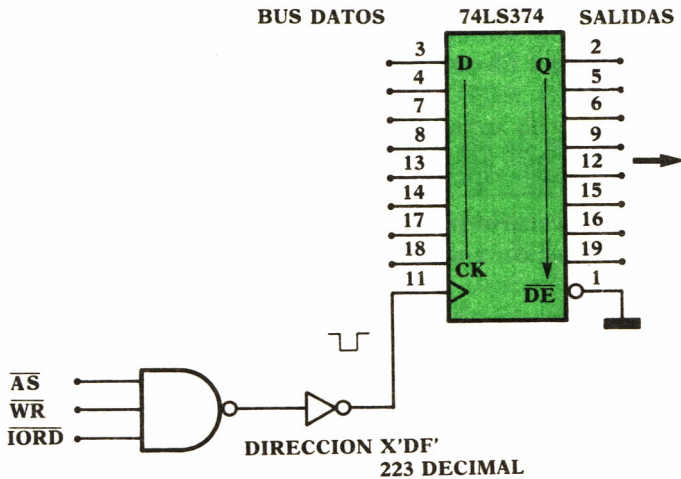 BUS DATOS 74LS374 SALIDAS
3 D Q 2
4 5
7 6
8 9
13 12
14 15
17 16
18 19
CK
11 DE 1
AS
WR
IORD
DIRECCION X'DF'
223 DECIMAL